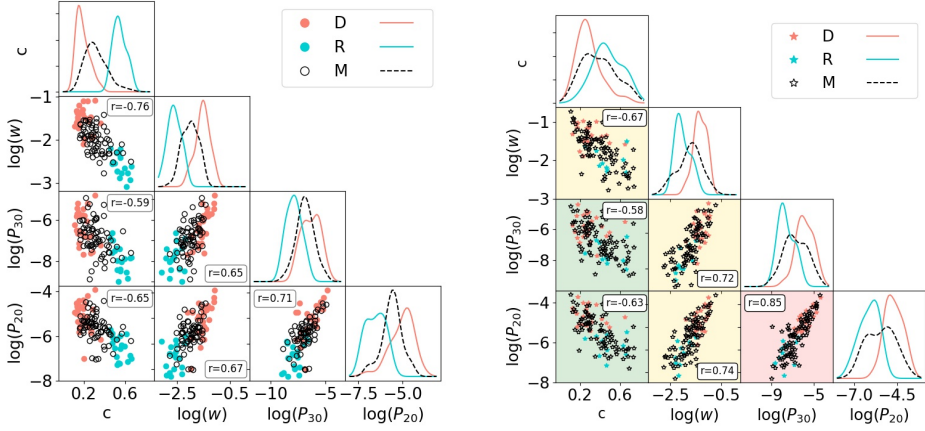 D
R
M
c
−1
−2
−3
log(w)
r=-0.76
−6
−8
log(P30)
r=-0.59
r=0.65
−4
−6
−8
log(P20)
r=-0.65
r=0.67
r=0.71
0.2 0.6
−2.5 −0.5
−10 −5
−7.5 −5.0
c
log(w)
log(P30)
log(P20)
D
R
M
c
−1
−2
−3
log(w)
r=-0.67
−3
−6
−8
log(P30)
r=-0.58
r=0.72
−4
−6
−8
log(P20)
r=-0.63
r=0.74
r=0.85
0.2 0.6
−2.5 −0.5
−9 −5
−7.0 −4.5
c
log(w)
log(P30)
log(P20)